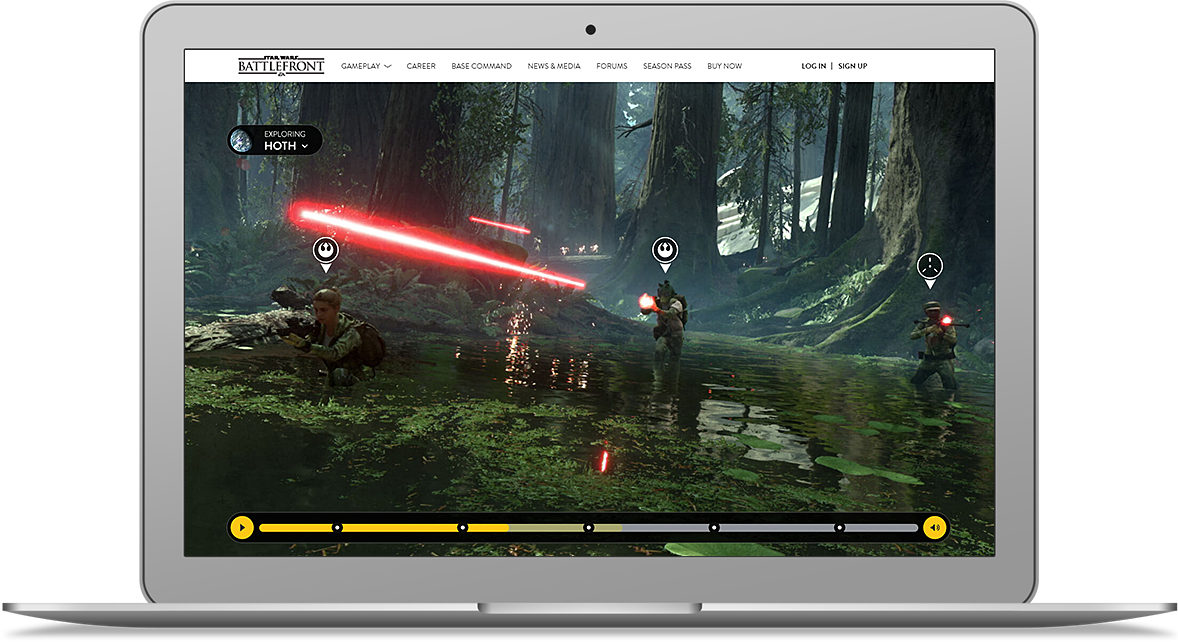 STAR WARS
BATTLEFRONT
EA
GAMEPLAY CAREER BASE COMMAND NEWS & MEDIA FORUMS SEASON PASS BUY NOW LOG IN | SIGN UP
EXPLORING
HOTH